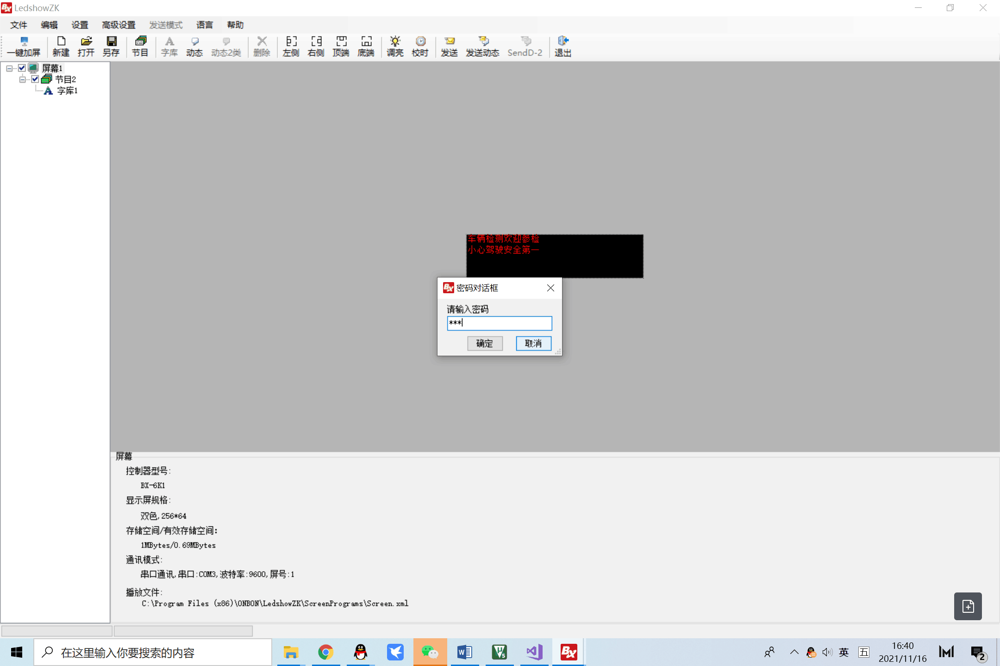 LedshowZK
文件 编辑 设置 高级设置 发送模式 语言 帮助
一键加屏 新建 打开 另存 节目 字库 动态 动态2类 删除 左侧 右侧 顶端 底端 调亮 校时 发送 发送动态 SendD-2 退出
屏幕1
节目2
字库1
车辆检测欢迎参检
小心驾驶安全第一
密码对话框
请输入密码
***
确定 取消
屏幕
控制器型号:
BX-6K1
显示屏规格:
双色,256*64
存储空间/有效存储空间:
1MBytes/0.69MBytes
通讯模式:
串口通讯,串口:COM3,波特率:9600,屏号:1
播放文件:
C:\Program Files (x86)\ONBON\LedshowZK\ScreenPrograms\Screen.xml
在这里输入你要搜索的内容
英 五
16:40
2021/11/16
2